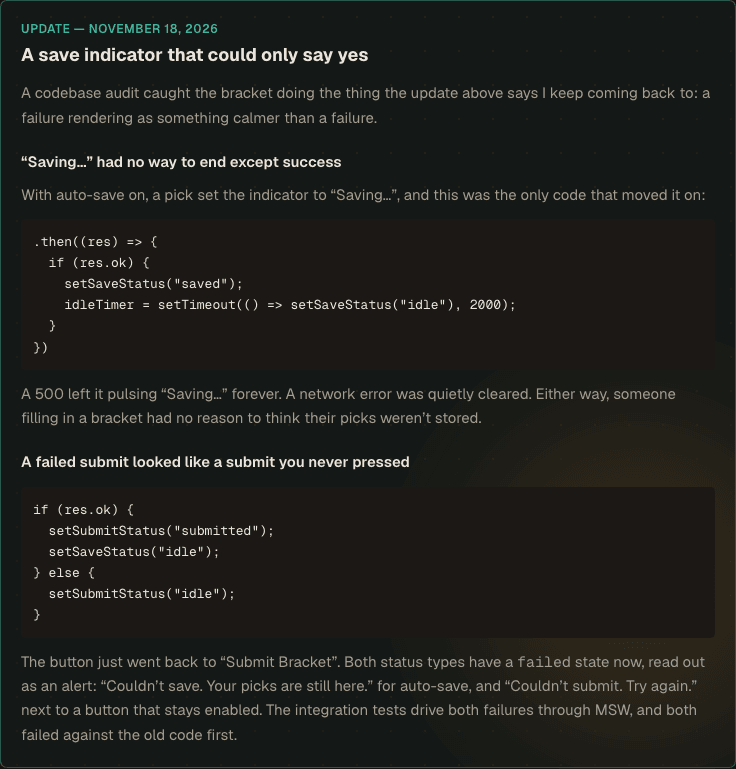 UPDATE — NOVEMBER 18, 2026
A save indicator that could only say yes
A codebase audit caught the bracket doing the thing the update above says I keep coming back to: a
failure rendering as something calmer than a failure.
“Saving…” had no way to end except success
With auto-save on, a pick set the indicator to “Saving…”, and this was the only code that moved it on:
.then((res) => {
  if (res.ok) {
    setSaveStatus("saved");
    idleTimer = setTimeout(() => setSaveStatus("idle"), 2000);
  }
})
A 500 left it pulsing “Saving…” forever. A network error was quietly cleared. Either way, someone
filling in a bracket had no reason to think their picks weren’t stored.
A failed submit looked like a submit you never pressed
if (res.ok) {
  setSubmitStatus("submitted");
  setSaveStatus("idle");
} else {
  setSubmitStatus("idle");
}
The button just went back to “Submit Bracket”. Both status types have a failed state now, read out
as an alert: “Couldn’t save. Your picks are still here.” for auto-save, and “Couldn’t submit. Try again.”
next to a button that stays enabled. The integration tests drive both failures through MSW, and both
failed against the old code first.